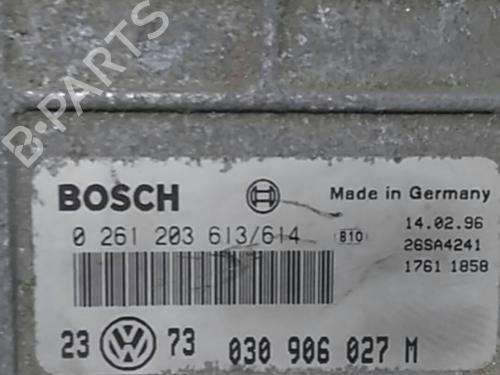 B-PARTS
BOSCH
Made in Germany
0 261 203 613/614
810
14.02.96
26SA4241
1761 1858
23 VW 73 030 906 027 M